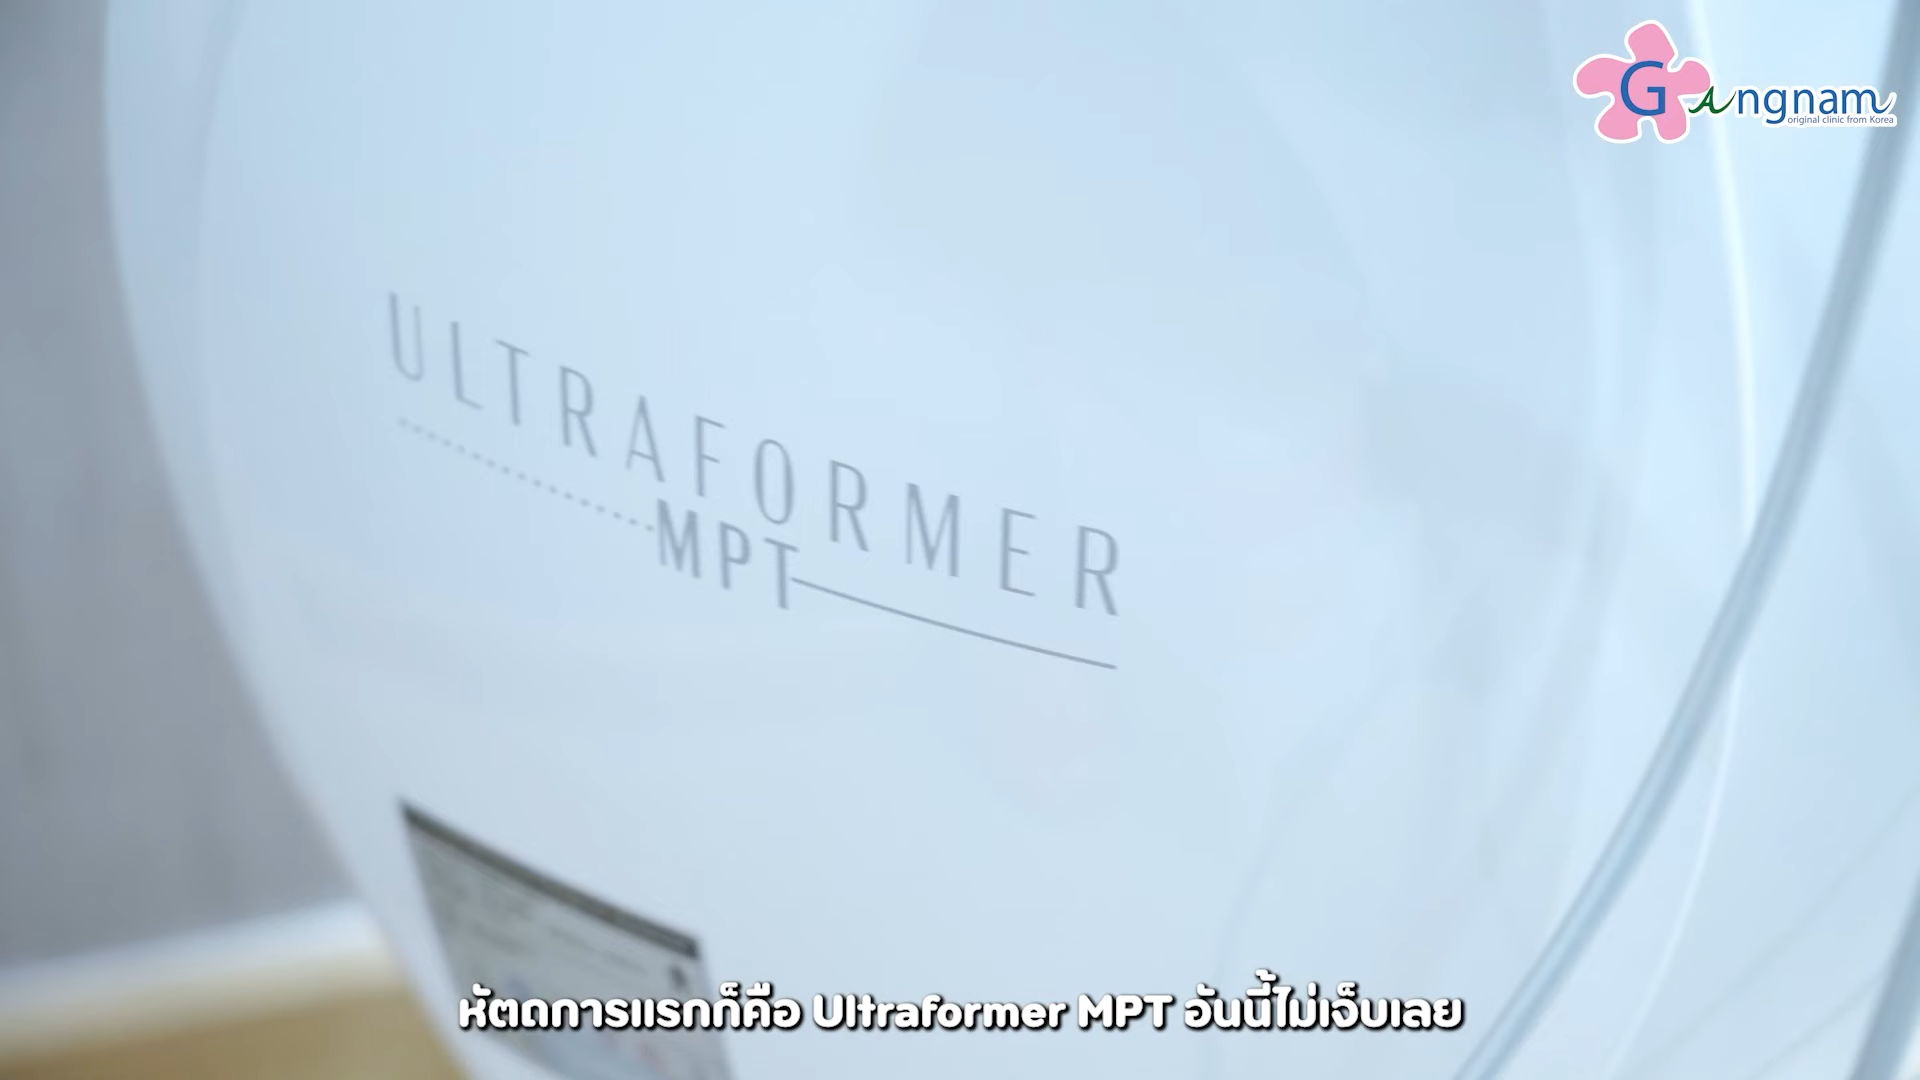 GAngnam
original clinic from Korea
ULTRAFORMER
MPT
หัตถการแรกก็คือ Ultraformer MPT อันนี้ไม่เจ็บเลย